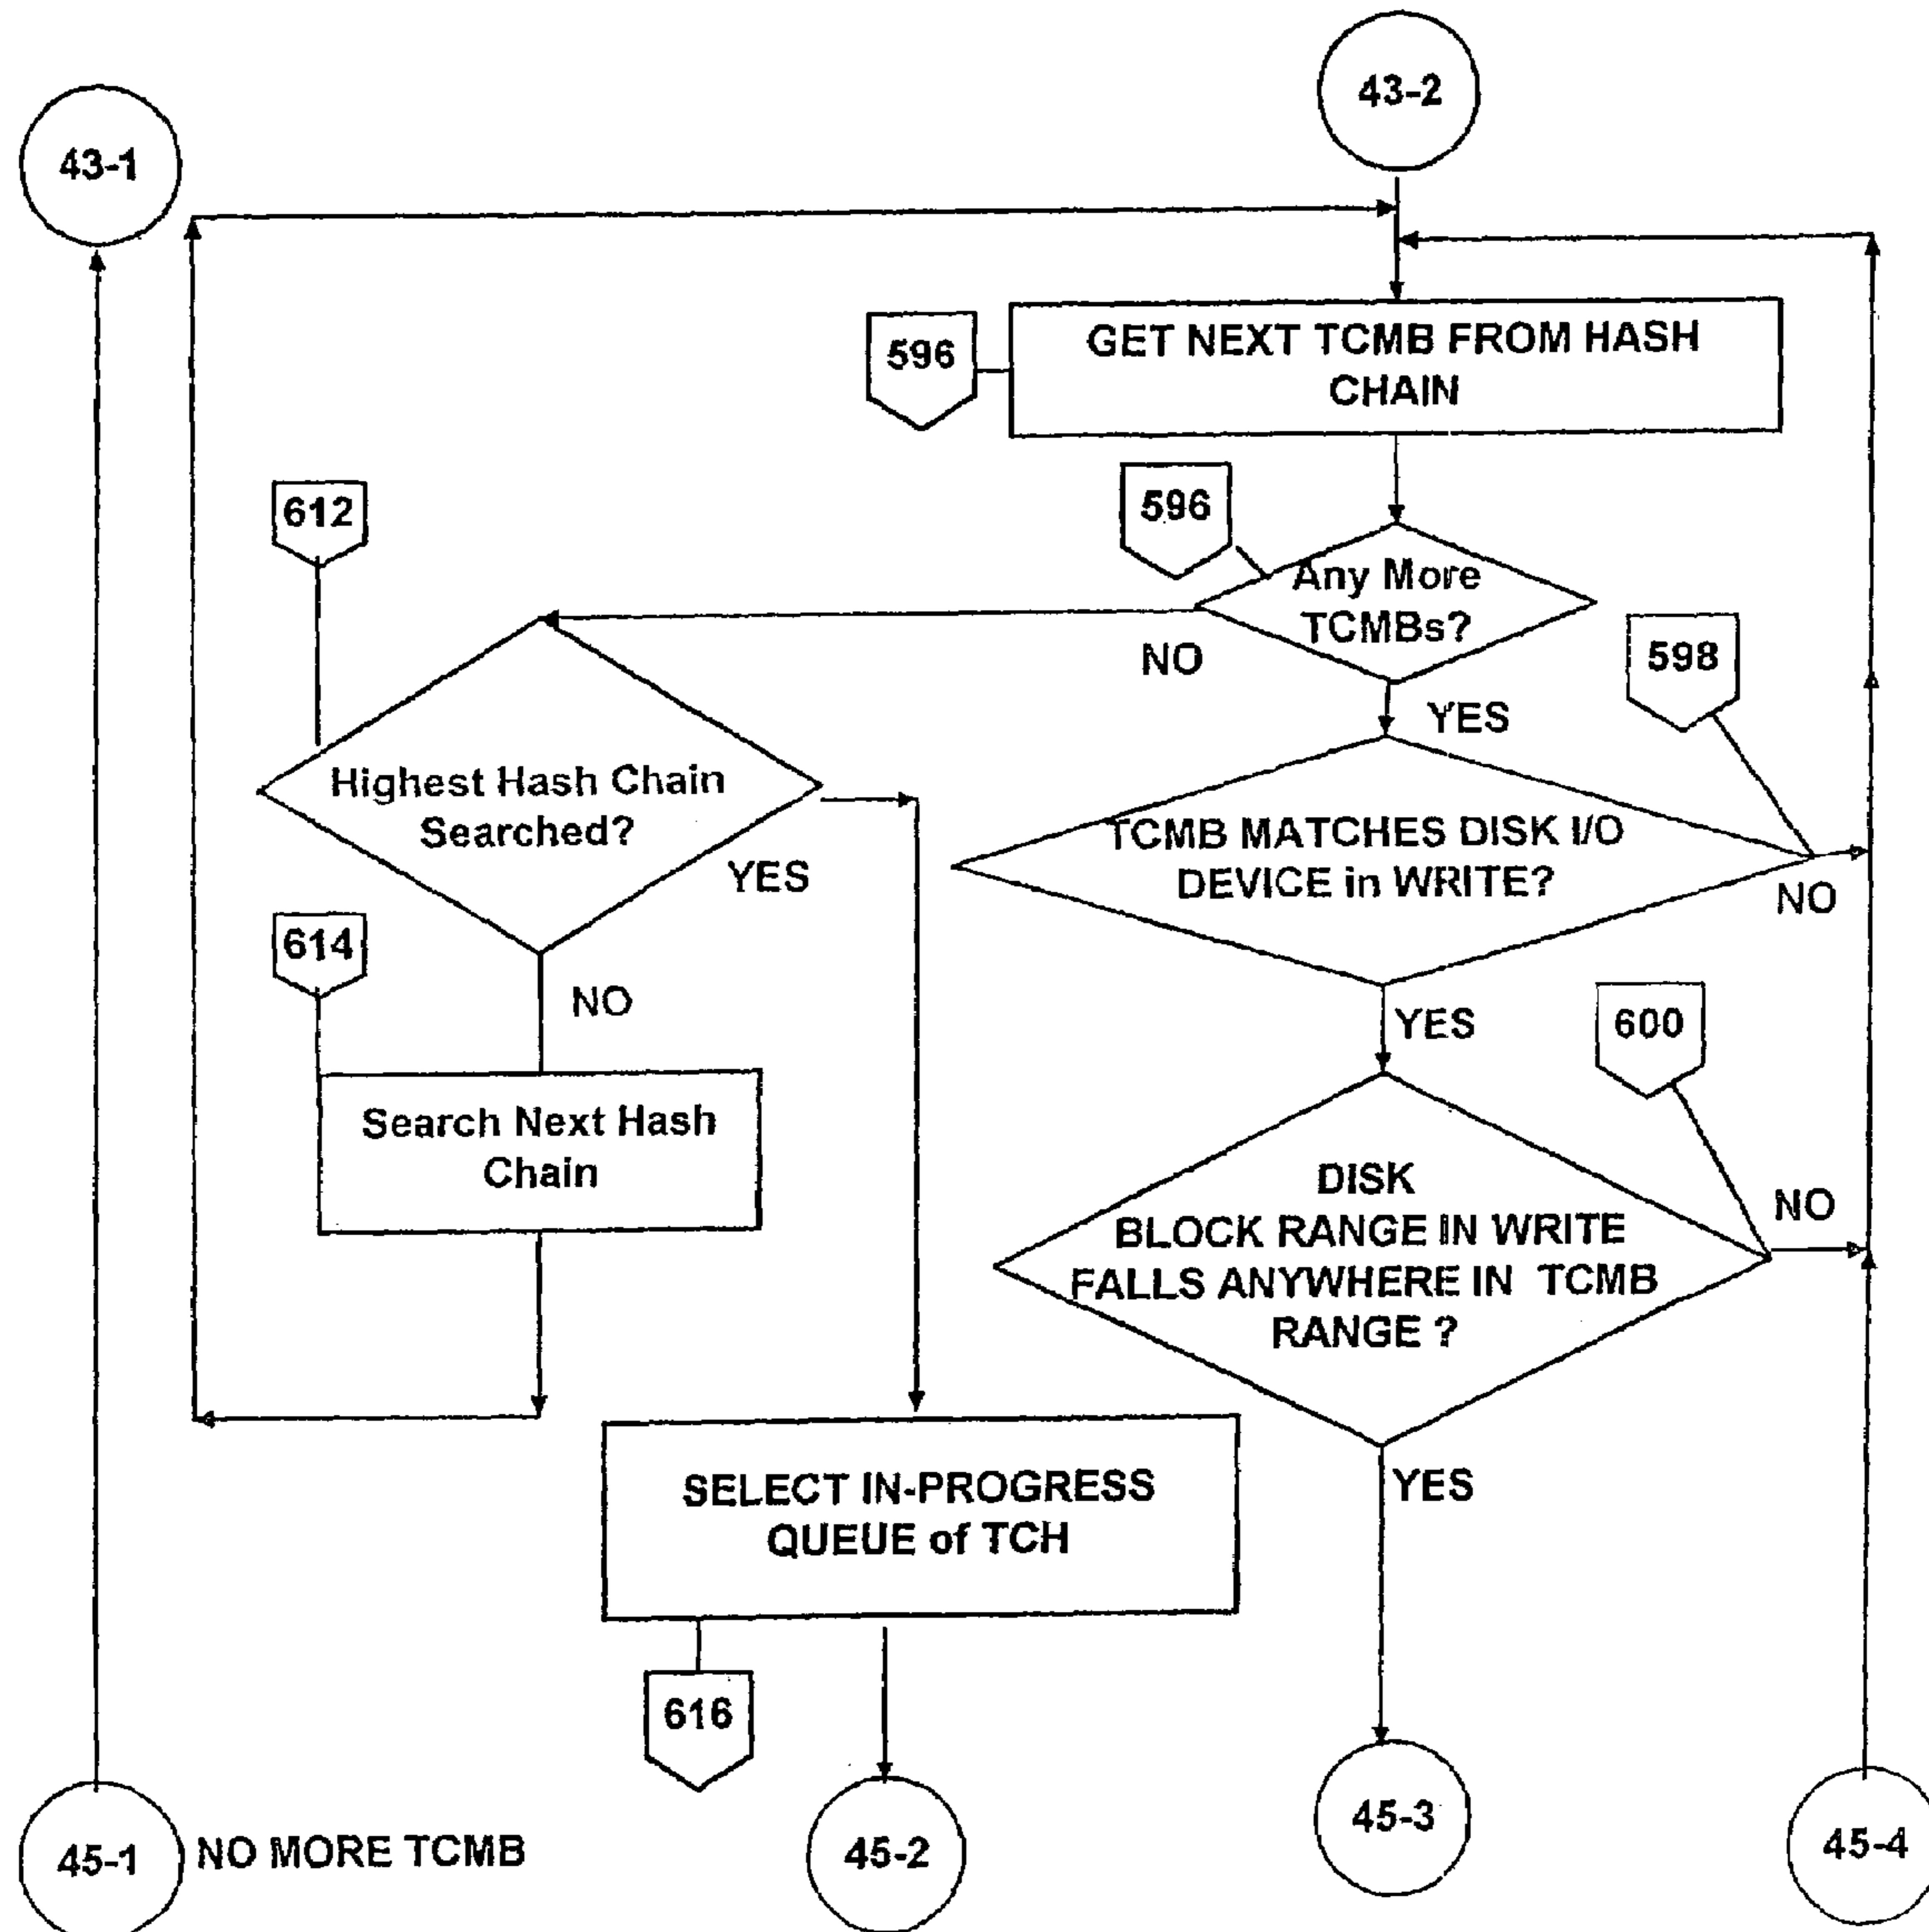 43-1
43-2
596
GET NEXT TCMB FROM HASH
CHAIN
612
596
Any More
TCMBs?
NO
YES
598
Highest Hash Chain
Searched?
YES
TCMB MATCHES DISK I/O
DEVICE in WRITE?
NO
614
NO
YES
600
Search Next Hash
Chain
DISK
BLOCK RANGE IN WRITE
FALLS ANYWHERE IN TCMB
RANGE ?
NO
YES
SELECT IN-PROGRESS
QUEUE of TCH
616
45-1
NO MORE TCMB
45-2
45-3
45-4